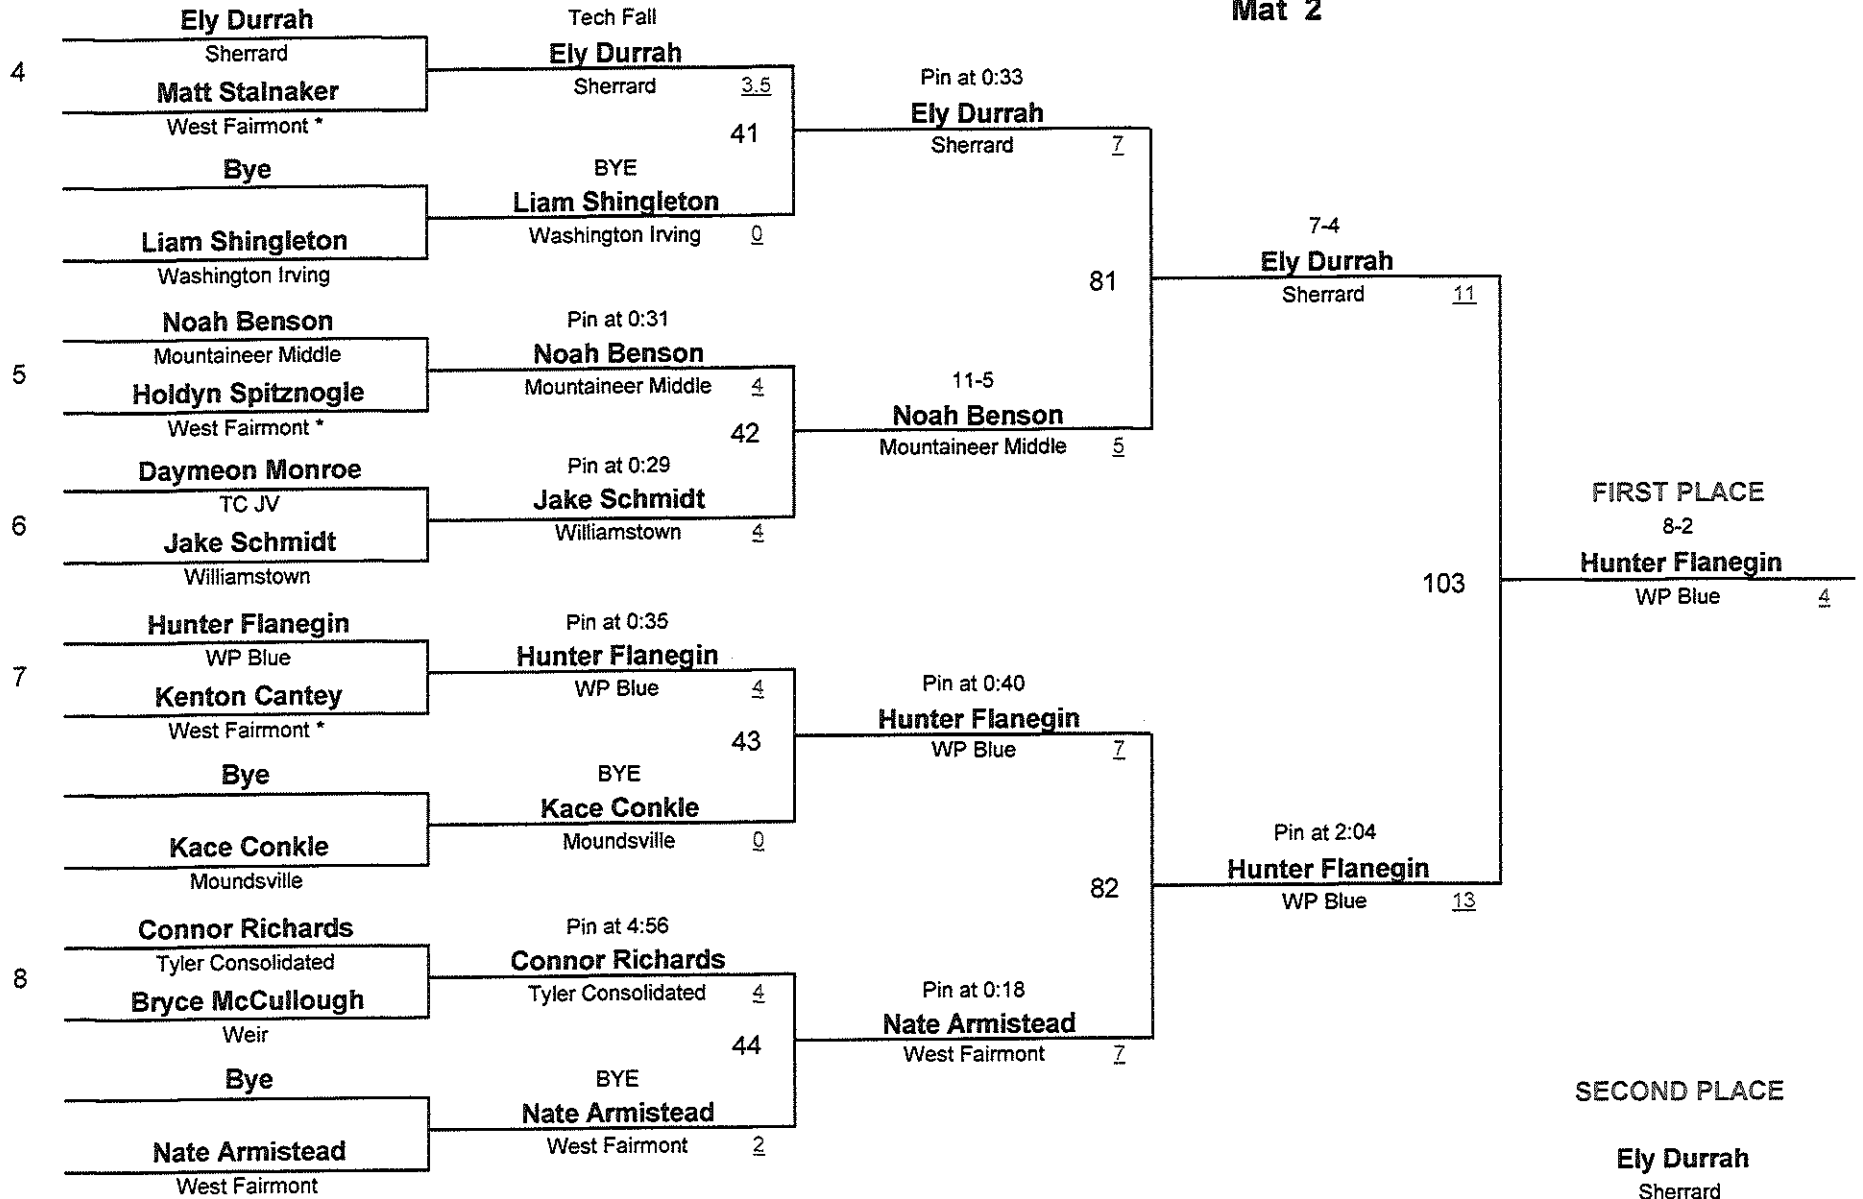 Mat 2
4
Ely Durrah
Sherrard
Matt Stalnaker
West Fairmont *
Bye
Liam Shingleton
Washington Irving
5
Noah Benson
Mountaineer Middle
Holdyn Spitznogle
West Fairmont *
6
Daymeon Monroe
TC JV
Jake Schmidt
Williamstown
7
Hunter Flanegin
WP Blue
Kenton Cantey
West Fairmont *
Bye
Kace Conkle
Moundsville
8
Connor Richards
Tyler Consolidated
Bryce McCullough
Weir
Bye
Nate Armistead
West Fairmont
Tech Fall
Ely Durrah
Sherrard 3.5
41
BYE
Liam Shingleton
Washington Irving 0
Pin at 0:31
Noah Benson
Mountaineer Middle 4
42
Pin at 0:29
Jake Schmidt
Williamstown 4
Pin at 0:35
Hunter Flanegin
WP Blue 4
43
BYE
Kace Conkle
Moundsville 0
Pin at 4:56
Connor Richards
Tyler Consolidated 4
44
BYE
Nate Armistead
West Fairmont 2
Pin at 0:33
Ely Durrah
Sherrard 7
81
11-5
Noah Benson
Mountaineer Middle 5
Pin at 0:40
Hunter Flanegin
WP Blue 7
82
Pin at 0:18
Nate Armistead
West Fairmont 7
7-4
Ely Durrah
Sherrard 11
103
Pin at 2:04
Hunter Flanegin
WP Blue 13
FIRST PLACE
8-2
Hunter Flanegin
WP Blue 4
SECOND PLACE
Ely Durrah
Sherrard